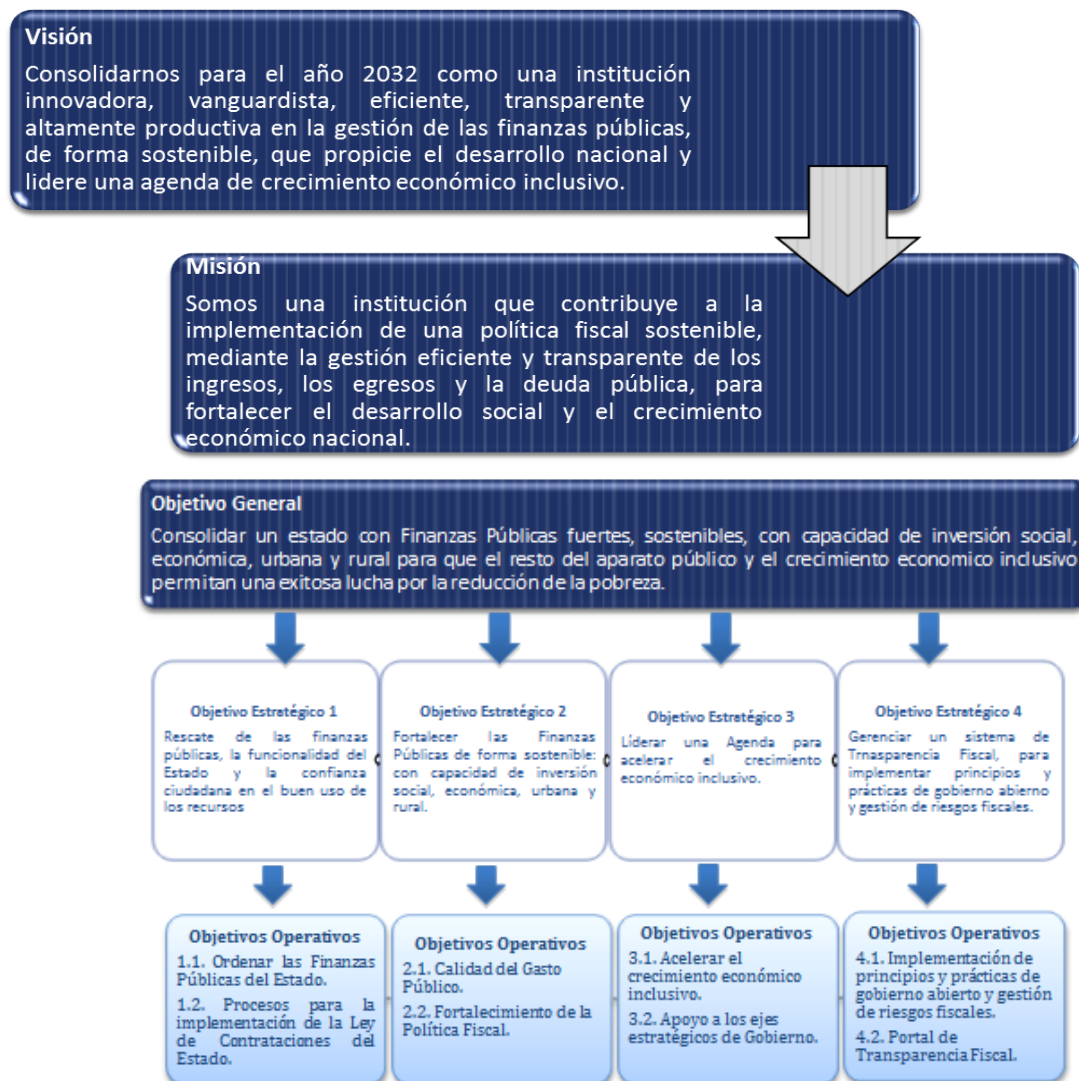 Visión
Consolidarnos para el año 2032 como una institución
innovadora, vanguardista, eficiente, transparente y
altamente productiva en la gestión de las finanzas públicas,
de forma sostenible, que propicie el desarrollo nacional y
lidere una agenda de crecimiento económico inclusivo.
Misión
Somos una institución que contribuye a la
implementación de una política fiscal sostenible,
mediante la gestión eficiente y transparente de los
ingresos, los egresos y la deuda pública, para
fortalecer el desarrollo social y el crecimiento
económico nacional.
Objetivo General
Consolidar un estado con Finanzas Públicas fuertes, sostenibles, con capacidad de inversión social,
económica, urbana y rural para que el resto del aparato público y el crecimiento economico inclusivo
permitan una exitosa lucha por la reducción de la pobreza.
Objetivo Estratégico 1
Rescate de las finanzas
públicas, la funcionalidad del
Estado y la confianza
ciudadana en el buen uso de
los recursos
Objetivo Estratégico 2
Fortalecer las Finanzas
Públicas de forma sostenible:
con capacidad de inversión
social, económica, urbana y
rural.
Objetivo Estratégico 3
Líderar una Agenda para
acelerar el crecimiento
económico inclusivo.
Objetivo Estratégico 4
Gerenciar un sistema de
Trnasparencia Fiscal, para
implementar principios y
prácticas de gobierno abierto
y gestión de riesgos fiscales.
Objetivos Operativos
1.1. Ordenar las Finanzas
Públicas del Estado.
1.2. Procesos para la
implementación de la Ley
de Contrataciones del
Estado.
Objetivos Operativos
2.1. Calidad del Gasto
Público.
2.2. Fortalecimiento de la
Política Fiscal.
Objetivos Operativos
3.1. Acelerar el
crecimiento económico
inclusivo.
3.2. Apoyo a los ejes
estratégicos de Gobierno.
Objetivos Operativos
4.1. Implementación de
principios y prácticas de
gobierno abierto y gestión
de riesgos fiscales.
4.2. Portal de
Transparencia Fiscal.